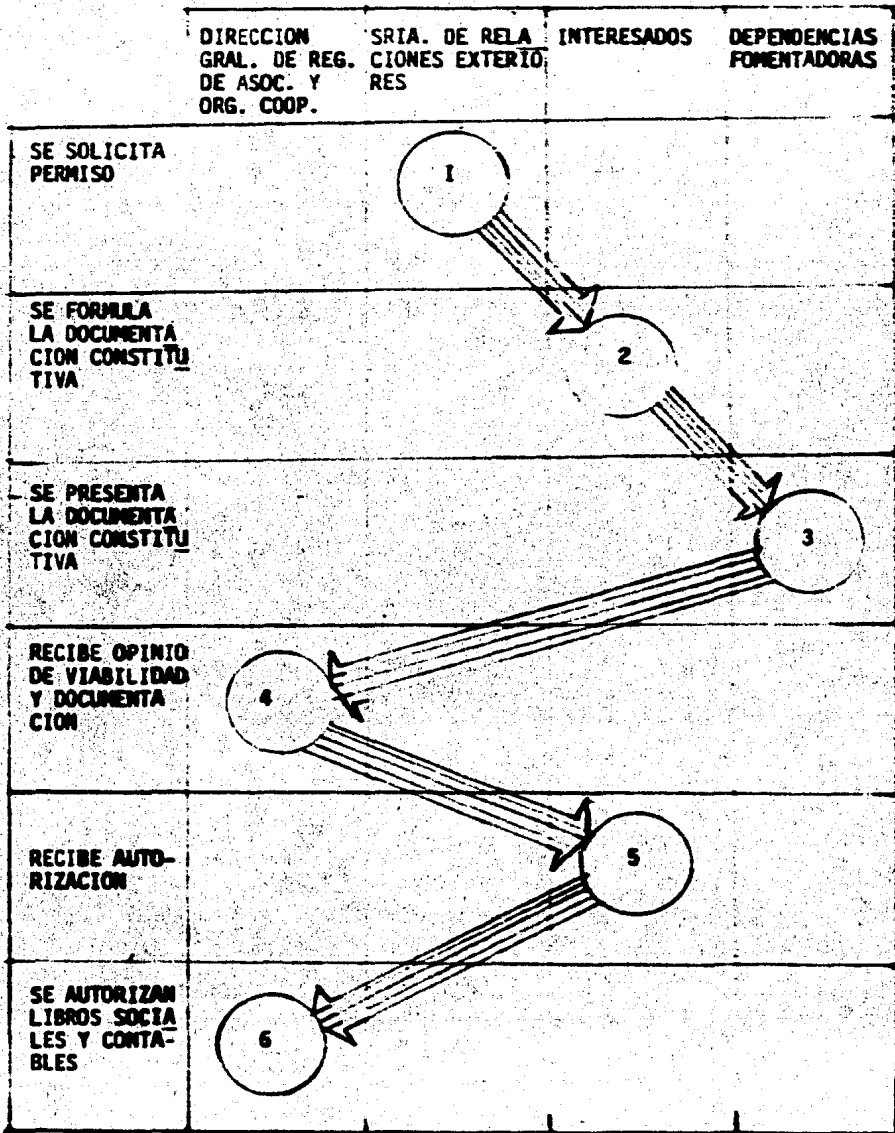 DIRECCION
GRAL. DE REG.
DE ASOC. Y
ORG. COOP.
SRIA. DE RELA
CIONES EXTERIO
RES
INTERESADOS
DEPENDENCIAS
FOMENTADORAS
SE SOLICITA
PERMISO
1
SE FORMULA
LA DOCUMENTA
CION CONSTITU
TIVA
2
SE PRESENTA
LA DOCUMENTA
CION CONSTITU
TIVA
3
RECIBE OPINIO
DE VIABILIDAD
Y DOCUMENTA
CION
4
RECIBE AUTO-
RIZACION
5
SE AUTORIZAN
LIBROS SOCIA
LES Y CONTA-
BLES
6